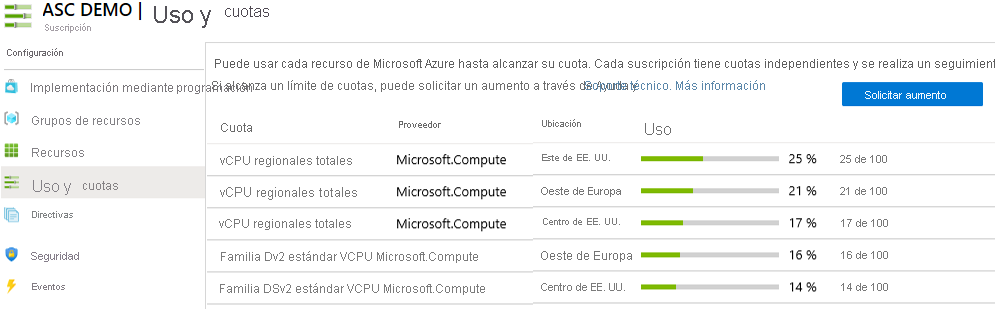 ASC DEMO | Uso y cuotas
Suscripción
Configuración
Implementación mediante programación
Grupos de recursos
Recursos
Uso y cuotas
Directivas
Seguridad
Eventos
Puede usar cada recurso de Microsoft Azure hasta alcanzar su cuota. Cada suscripción tiene cuotas independientes y se realiza un seguimient
Si alcanza un límite de cuotas, puede solicitar un aumento a través de Ayuda y Soporte técnico. Más información
Solicitar aumento
Cuota Proveedor Ubicación Uso
vCPU regionales totales Microsoft.Compute Este de EE. UU. 25 % 25 de 100
vCPU regionales totales Microsoft.Compute Oeste de Europa 21 % 21 de 100
vCPU regionales totales Microsoft.Compute Centro de EE. UU. 17 % 17 de 100
Familia Dv2 estándar VCPU Microsoft.Compute Oeste de Europa 16 % 16 de 100
Familia DSv2 estándar VCPU Microsoft.Compute Centro de EE. UU. 14 % 14 de 100